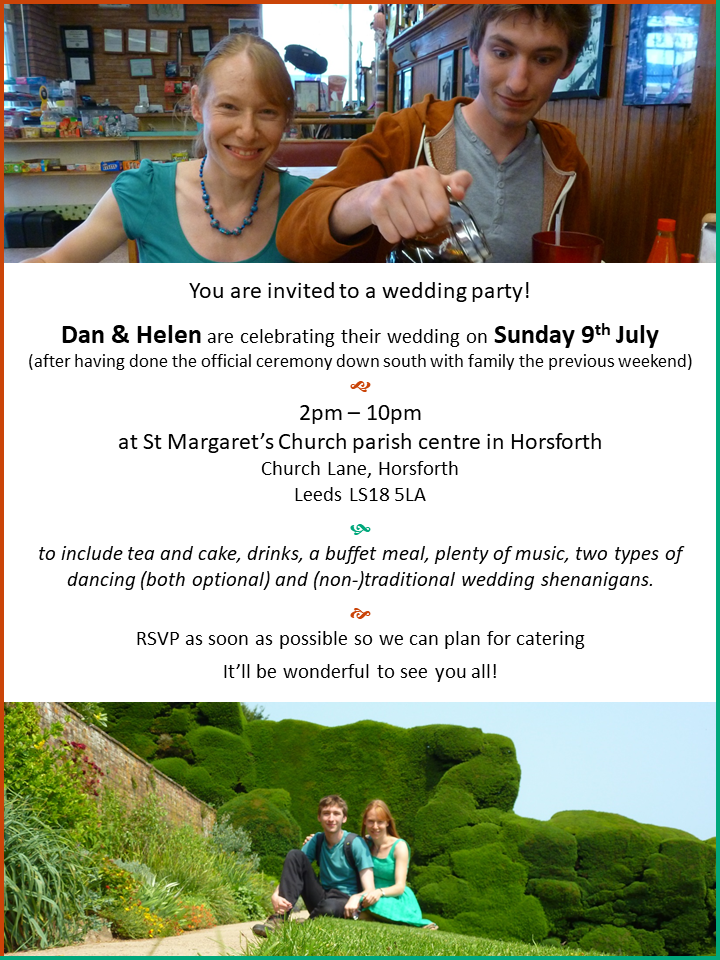 You are invited to a wedding party!
Dan & Helen are celebrating their wedding on Sunday 9th July
(after having done the official ceremony down south with family the previous weekend)
2pm – 10pm
at St Margaret's Church parish centre in Horsforth
Church Lane, Horsforth
Leeds LS18 5LA
to include tea and cake, drinks, a buffet meal, plenty of music, two types of
dancing (both optional) and (non-)traditional wedding shenanigans.
RSVP as soon as possible so we can plan for catering
It'll be wonderful to see you all!